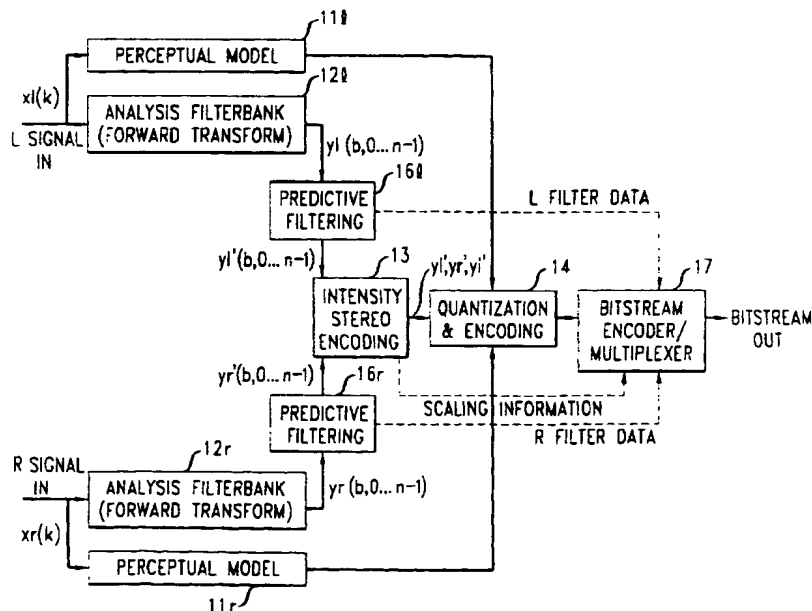 11ℓ
PERCEPTUAL MODEL
12ℓ
xl(k)
ANALYSIS FILTERBANK
(FORWARD TRANSFORM)
L SIGNAL
IN
yl (b,0...n-1)
16ℓ
PREDICTIVE
FILTERING
L FILTER DATA
yl'(b,0...n-1)
13
yl',yr',yi'
14
17
INTENSITY
STEREO
ENCODING
QUANTIZATION
& ENCODING
BITSTREAM
ENCODER/
MULTIPLEXER
BITSTREAM
OUT
yr'(b,0...n-1)
16r
SCALING INFORMATION
PREDICTIVE
FILTERING
R FILTER DATA
12r
R SIGNAL
IN
ANALYSIS FILTERBANK
(FORWARD TRANSFORM)
yr (b,0...n-1)
xr(k)
PERCEPTUAL MODEL
11r